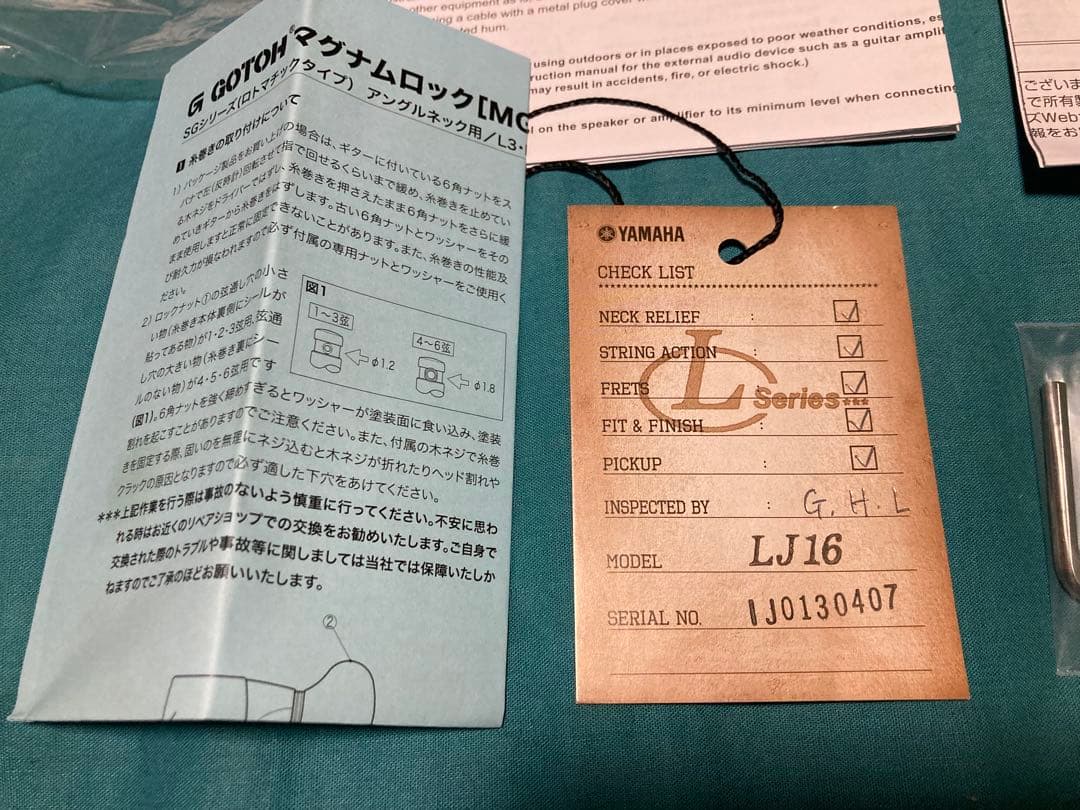 G GOTOH® マグナムロック[MG
SGシリーズ(ロトマチックタイプ) アングルネック用/L3・
1 糸巻きの取り付けについて
1) パッケージ製品をお買い上げの場合は、ギターに付いている6角ナットをス
パナで左(反時計)回転させて指で回せるくらいまで緩め、糸巻きを止めてい
る木ネジをドライバーではずし、糸巻きを押さえたまま6角ナットをさらに緩
めていきギターから糸巻きをはずします。古い6角ナットとワッシャーをその
まま使用しますと正常に固定できないことがあります。また、糸巻きの性能及
び耐久力が損なわれますので必ず付属の専用ナットとワッシャーをご使用く
ださい。
2) ロックナット①の弦通し穴の小さ
い物(糸巻き本体裏側にシールが
貼ってある物)が1・2・3弦用、弦通
し穴の大きい物(糸巻き裏にシー
ルのない物)が4・5・6弦用です
(図1)。6角ナットを強く締めすぎるとワッシャーが塗装面に食い込み、塗装
割れを起こすことがありますのでご注意ください。また、付属の木ネジで糸巻
きを固定する際、固いのを無理にネジ込むと木ネジが折れたりヘッド割れや
クラックの原因となりますので必ず適した下穴をあけてください。
図1
1〜3弦
φ1.2
4〜6弦
φ1.8
***上記作業を行う際は事故のないよう慎重に行ってください。不安に思わ
れる時はお近くのリペアショップでの交換をお勧めいたします。ご自身で
交換された際のトラブルや事故等に関しましては当社では保障いたしか
ねますのでご了承のほどお願いいたします。
②
other equipment as
ing a cable with a metal plug cover
ted hum.
using outdoors or in places exposed to poor weather conditions, es
ruction manual for the external audio device such as a guitar amplif
may result in accidents, fire, or electric shock.)
l on the speaker or amplifier to its minimum level when connecting
ございま
で所有製
ズWeb
報をお
YAMAHA
CHECK LIST
NECK RELIEF : ☑
STRING ACTION : ☑
FRETS ☑
L Series***
FIT & FINISH ☑
PICKUP : ☑
INSPECTED BY G.H.L
MODEL LJ16
SERIAL NO. IJ0130407